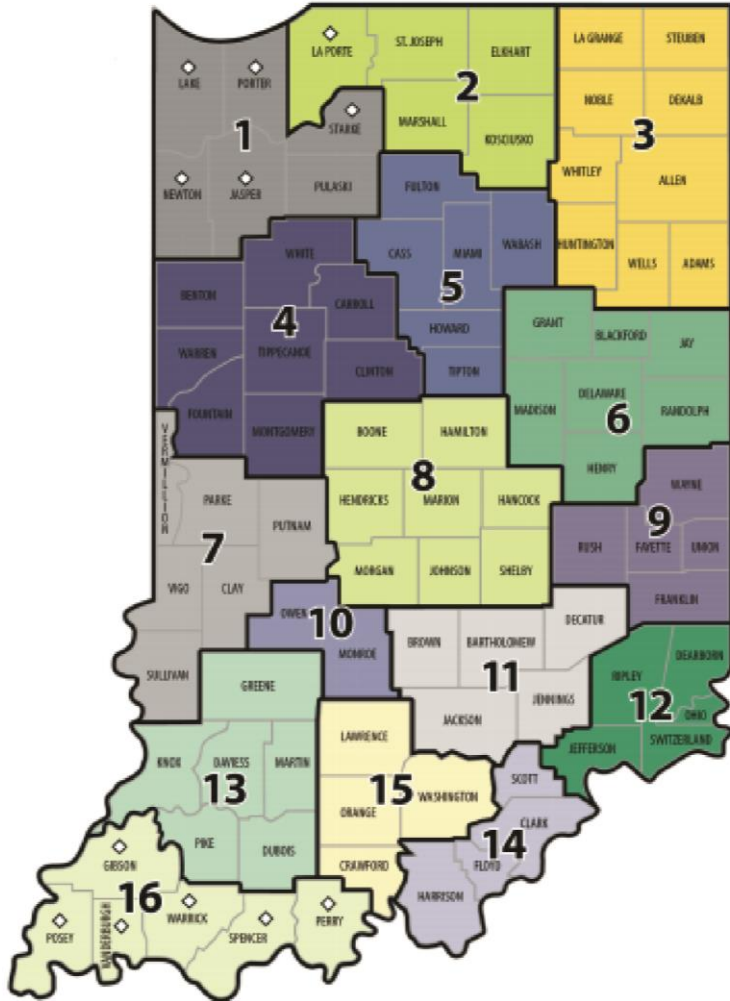 LA PORTE
ST. JOSEPH
ELKHART
LA GRANGE
STEUBEN
LAKE
PORTER
2
NOBLE
DEKALB
STARKE
MARSHALL
KOSCIUSKO
1
3
NEWTON
JASPER
PULASKI
FULTON
WHITLEY
ALLEN
WHITE
CASS
MIAMI
WABASH
HUNTINGTON
WELLS
ADAMS
BENTON
CARROLL
5
4
HOWARD
GRANT
BLACKFORD
JAY
WARREN
TIPPECANOE
CLINTON
TIPTON
MADISON
DELAWARE
RANDOLPH
6
FOUNTAIN
MONTGOMERY
BOONE
HAMILTON
HENRY
VERMILLION
8
WAYNE
PARKE
PUTNAM
HENDRICKS
MARION
HANCOCK
9
7
RUSH
FAYETTE
UNION
VIGO
CLAY
MORGAN
JOHNSON
SHELBY
FRANKLIN
OWEN
10
MONROE
BROWN
BARTHOLOMEW
DECATUR
SULLIVAN
11
RIPLEY
DEARBORN
GREENE
JACKSON
JENNINGS
12
OHIO
LAWRENCE
JEFFERSON
SWITZERLAND
KNOX
DAVIESS
MARTIN
13
15
ORANGE
WASHINGTON
SCOTT
CLARK
PIKE
DUBOIS
14
CRAWFORD
FLOYD
HARRISON
GIBSON
16
POSEY
VANDERBURGH
WARRICK
SPENCER
PERRY